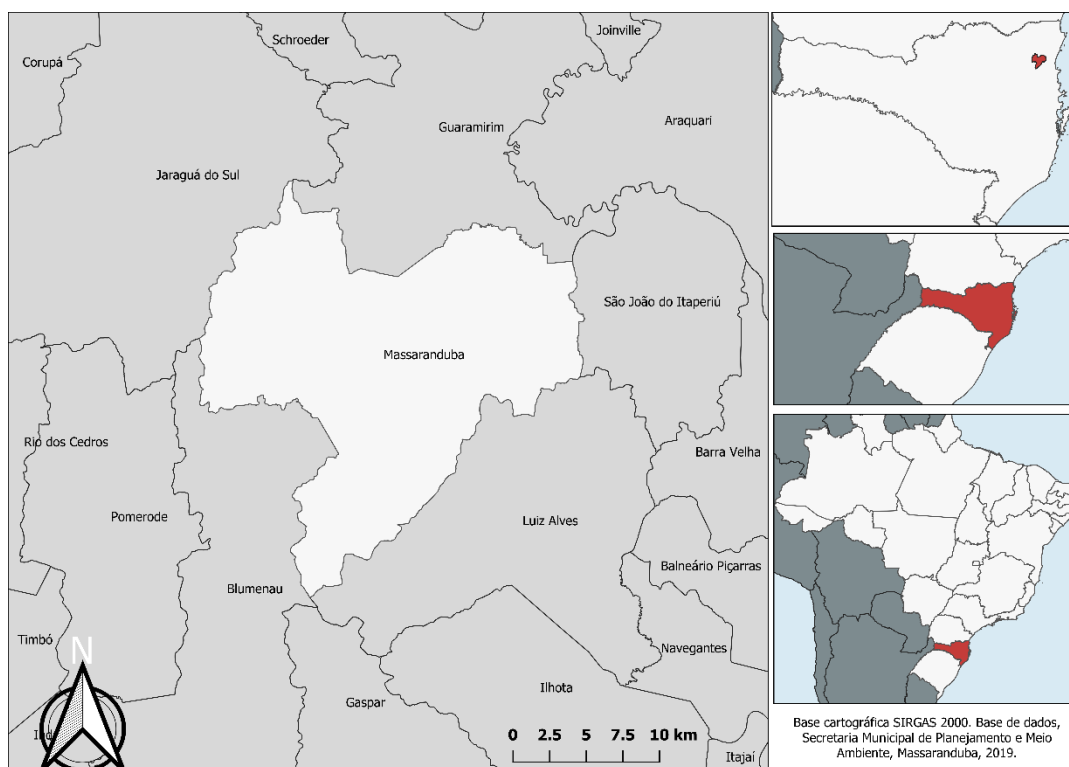 Joinville
Schroeder
Corupá
Guaramirim
Araquari
Jaraguá do Sul
São João do Itaperiú
Massaranduba
Rio dos Cedros
Barra Velha
Pomerode
Luiz Alves
Balneário Piçarras
Blumenau
Timbó
N
Navegantes
Ilhota
Gaspar
0 2.5 5 7.5 10 km
Itajaí
Base cartográfica SIRGAS 2000. Base de dados,
Secretaria Municipal de Planejamento e Meio
Ambiente, Massaranduba, 2019.